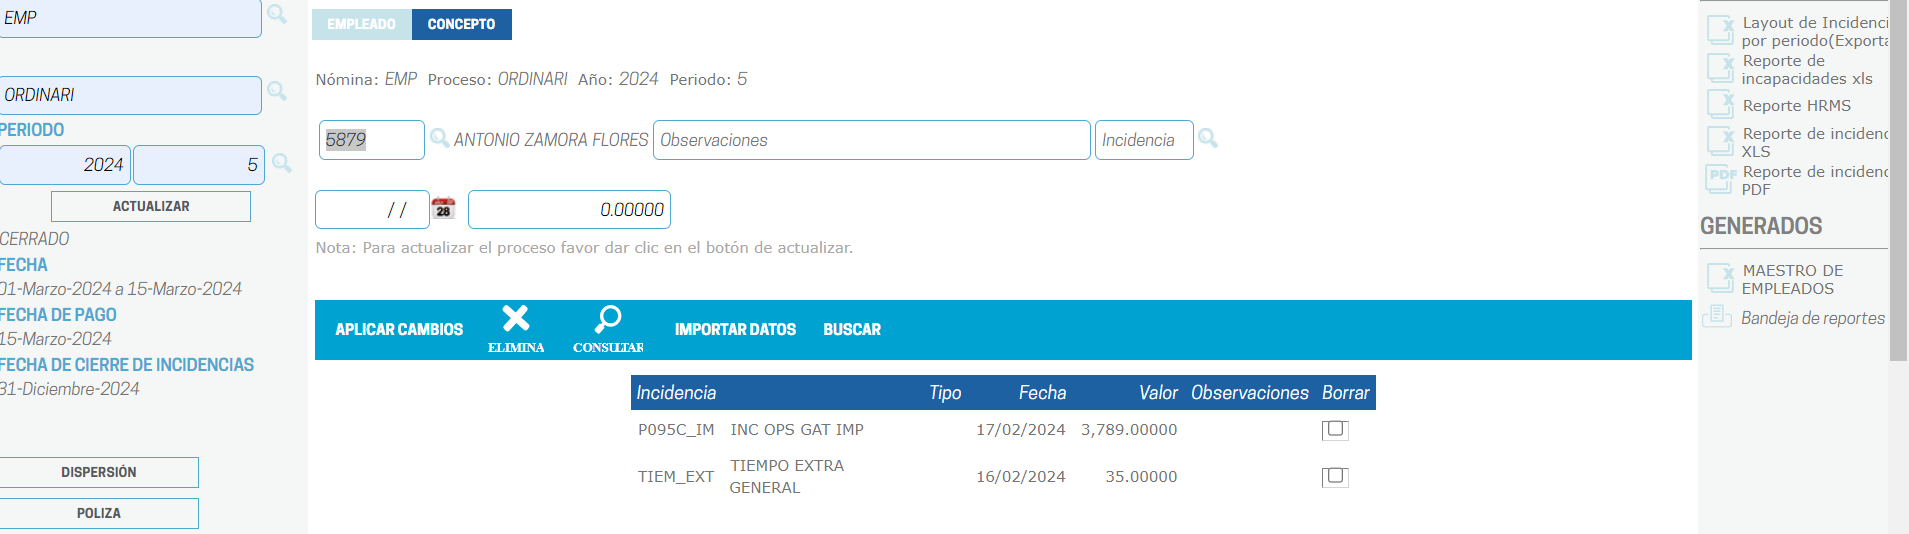 EMP
ORDINARI
PERIODO
2024 5
ACTUALIZAR
CERRADO
FECHA
01-Marzo-2024 a 15-Marzo-2024
FECHA DE PAGO
15-Marzo-2024
FECHA DE CIERRE DE INCIDENCIAS
31-Diciembre-2024
DISPERSIÓN
POLIZA
EMPLEADO CONCEPTO
Nómina: EMP Proceso: ORDINARI Año: 2024 Periodo: 5
5879 ANTONIO ZAMORA FLORES Observaciones Incidencia
/ / 28 0.00000
Nota: Para actualizar el proceso favor dar clic en el botón de actualizar.
APLICAR CAMBIOS ELIMINA CONSULTAR IMPORTAR DATOS BUSCAR
Incidencia Tipo Fecha Valor Observaciones Borrar
P095C_IM INC OPS GAT IMP 17/02/2024 3,789.00000
TIEM_EXT TIEMPO EXTRA GENERAL 16/02/2024 35.00000
Layout de Incidenci
por periodo(Exporta
Reporte de
incapacidades xls
Reporte HRMS
Reporte de incidenc
XLS
PDF Reporte de incidenc
PDF
GENERADOS
MAESTRO DE
EMPLEADOS
Bandeja de reportes